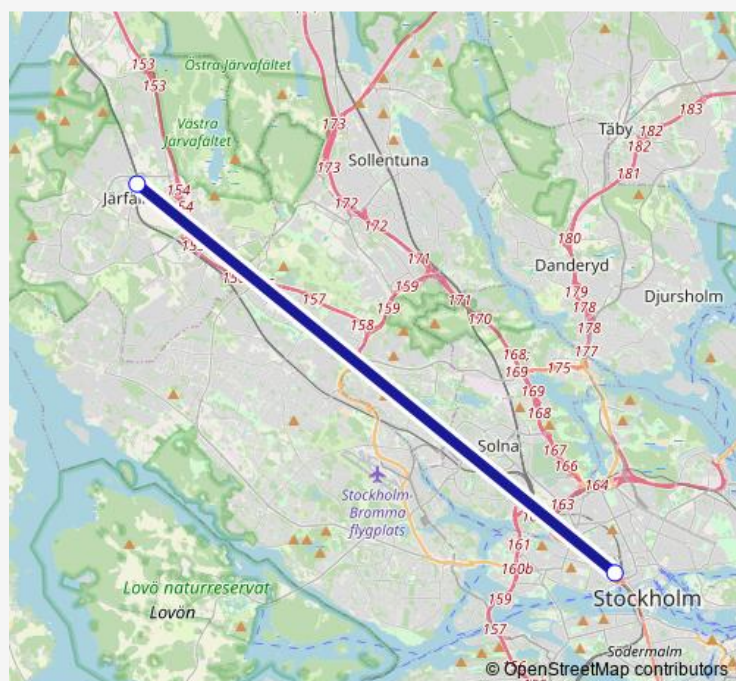 154
153
153
Östra Järvafältet
183
173
182
Täby
182
Västra
Järvafältet
173
Sollentuna
181
154
172
172
180
171
Danderyd
159
157
179
Djursholm
159
171
178
158
170
178
177
168;
169
175
169
168
Solna
167
166
164
Stockholm-
Bromma
flygplats
163
161
160b
Lovö naturreservat
Stockholm
159
Lovön
157
Södermalm
© OpenStreetMap contributors